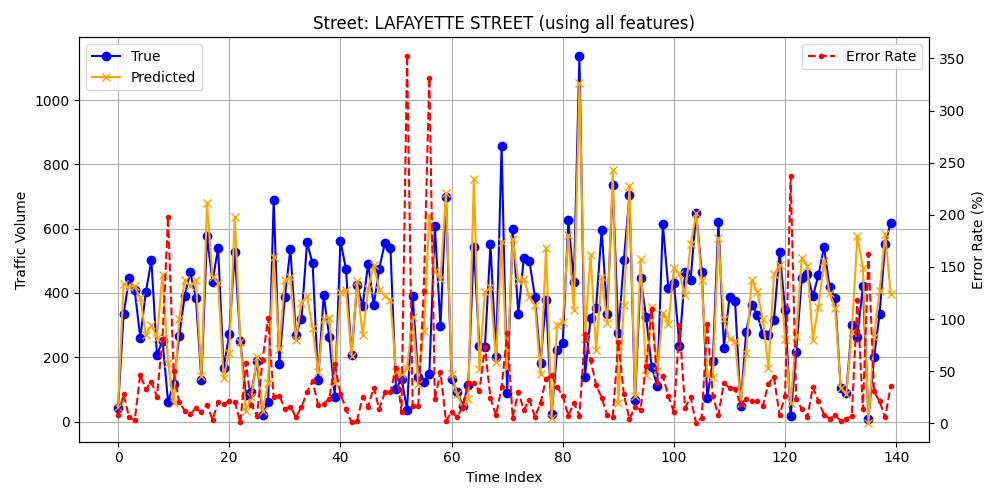 Street: LAFAYETTE STREET (using all features)
True
Predicted
Error Rate
Traffic Volume
1000
800
600
400
200
0
350
300
250
200
150
100
50
0
Error Rate (%)
0 20 40 60 80 100 120 140
Time Index